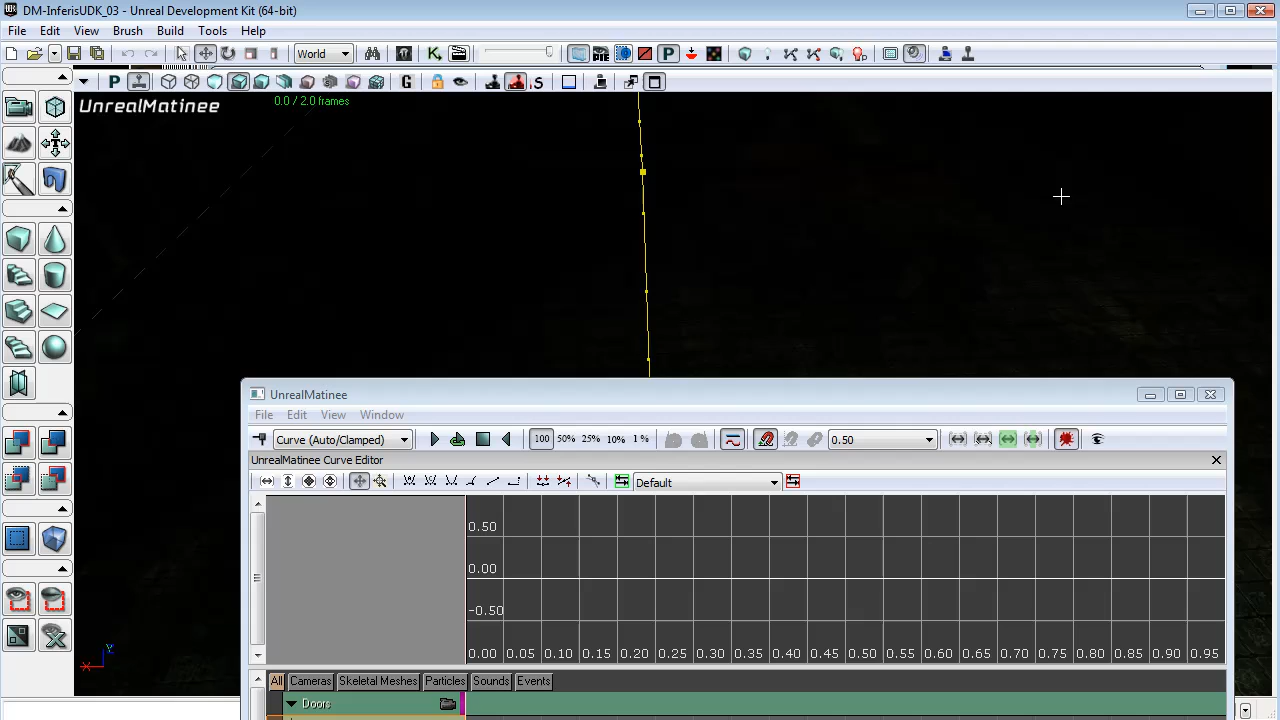 DM-InferisUDK_03 - Unreal Development Kit (64-bit)
File Edit View Brush Build Tools Help
World
P
P G S
UnrealMatinee
0.0 / 2.0 frames
UnrealMatinee
File Edit View Window
Curve (Auto/Clamped) 100 50% 25% 10% 1 % 0.50
UnrealMatinee Curve Editor
Default
0.50
0.00
-0.50
0.00 0.05 0.10 0.15 0.20 0.25 0.30 0.35 0.40 0.45 0.50 0.55 0.60 0.65 0.70 0.75 0.80 0.85 0.90 0.95
All Cameras Skeletal Meshes Particles Sounds Events
Doors
Y
X